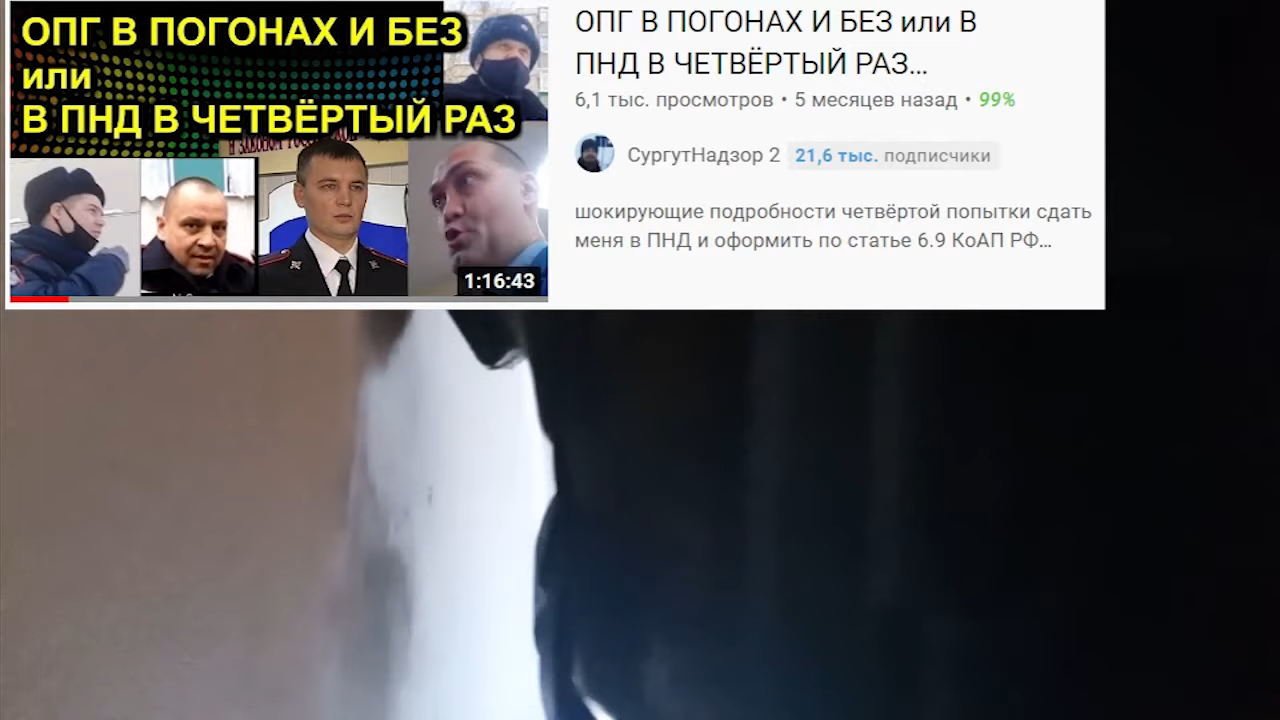 ОПГ В ПОГОНАХ И БЕЗ
или
В ПНД В ЧЕТВЁРТЫЙ РАЗ
1:16:43
ОПГ В ПОГОНАХ И БЕЗ или В
ПНД В ЧЕТВЁРТЫЙ РАЗ...
6,1 тыс. просмотров • 5 месяцев назад • 99%
СургутНадзор 2 21,6 тыс. подписчики
шокирующие подробности четвёртой попытки сдать
меня в ПНД и оформить по статье 6.9 КоАП РФ...